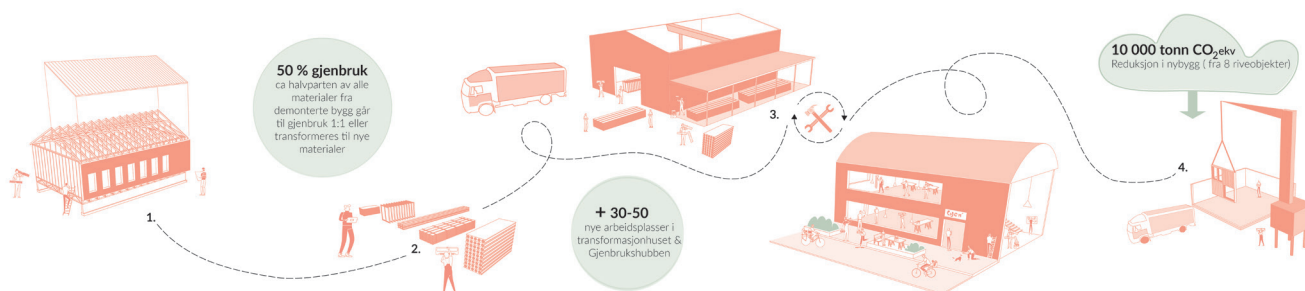 50 % gjenbruk
ca halvparten av alle
materialer fra
demonterte bygg går
til gjenbruk 1:1 eller
transformeres til nye
materialer
1.
2.
+ 30-50
nye arbeidsplasser i
transformasjonhuset &
Gjenbrukshubben
3.
10 000 tonn CO₂ekv
Reduksjon i nybygg ( fra 8 riveobjekter)
4.